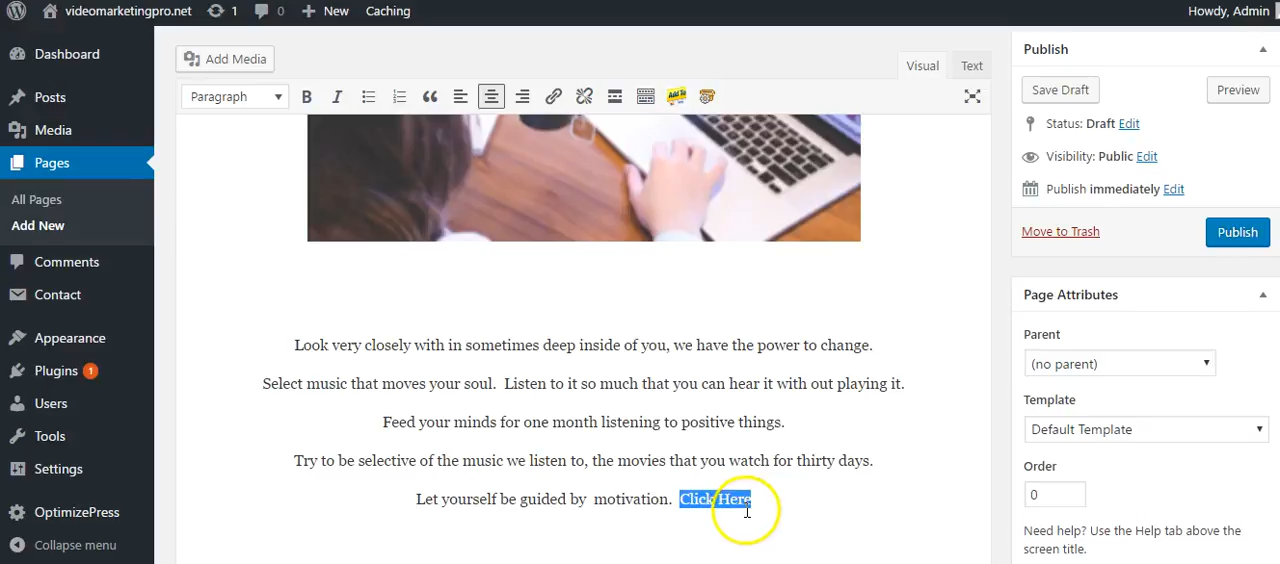 videomarketingpro.net 1 0 + New Caching Howdy, Admin
Dashboard
Posts
Media
Pages
All Pages
Add New
Comments
Contact
Appearance
Plugins 1
Users
Tools
Settings
OptimizePress
Collapse menu
Add Media
Visual Text
Paragraph B I
Look very closely with in sometimes deep inside of you, we have the power to change.
Select music that moves your soul. Listen to it so much that you can hear it with out playing it.
Feed your minds for one month listening to positive things.
Try to be selective of the music we listen to, the movies that you watch for thirty days.
Let yourself be guided by motivation. Click Here
Publish
Save Draft Preview
Status: Draft Edit
Visibility: Public Edit
Publish immediately Edit
Move to Trash Publish
Page Attributes
Parent
(no parent)
Template
Default Template
Order
0
Need help? Use the Help tab above the
screen title.